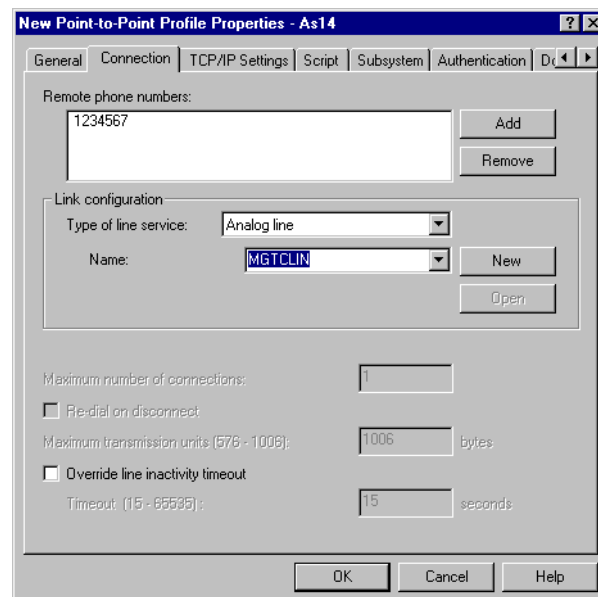 New Point-to-Point Profile Properties - As14
General Connection TCP/IP Settings Script Subsystem Authentication
Remote phone numbers:
1234567
Add
Remove
Link configuration
Type of line service: Analog line
Name: MGTCLIN New
Open
Maximum number of connections: 1
Re-dial on disconnect
Maximum transmission units (576 - 1006): 1006 bytes
Override line inactivity timeout
Timeout (15 - 65535) : 15 seconds
OK Cancel Help